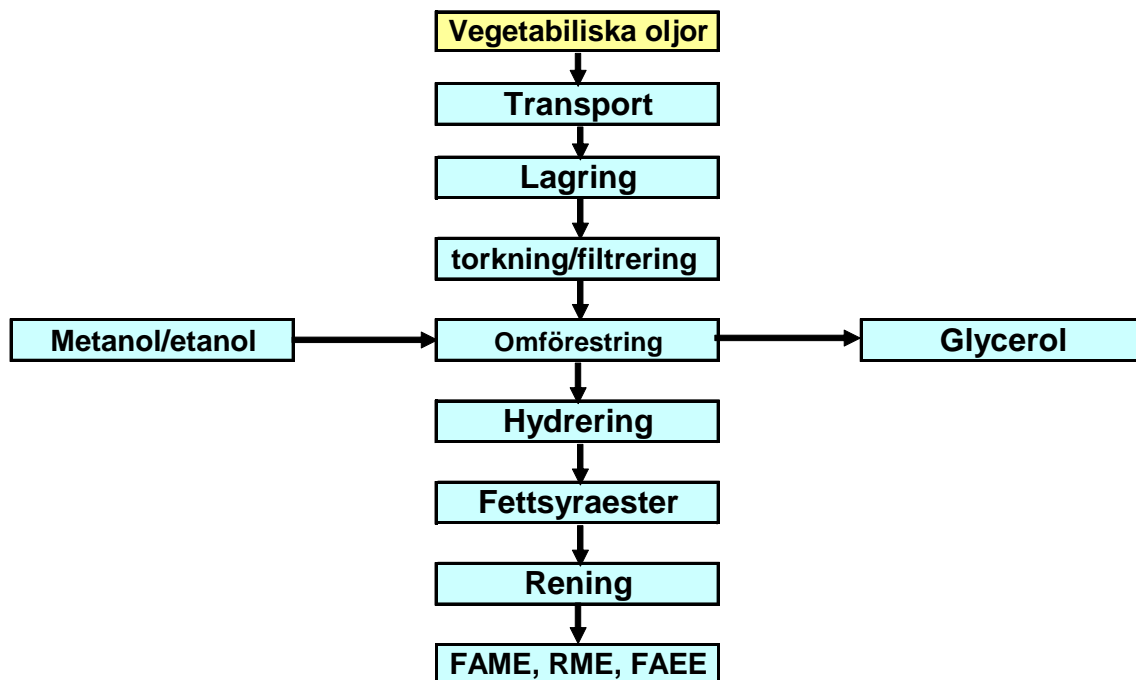 Vegetabiliska oljor
Transport
Lagring
torkning/filtrering
Metanol/etanol
Omförestring
Glycerol
Hydrering
Fettsyraester
Rening
FAME, RME, FAEE